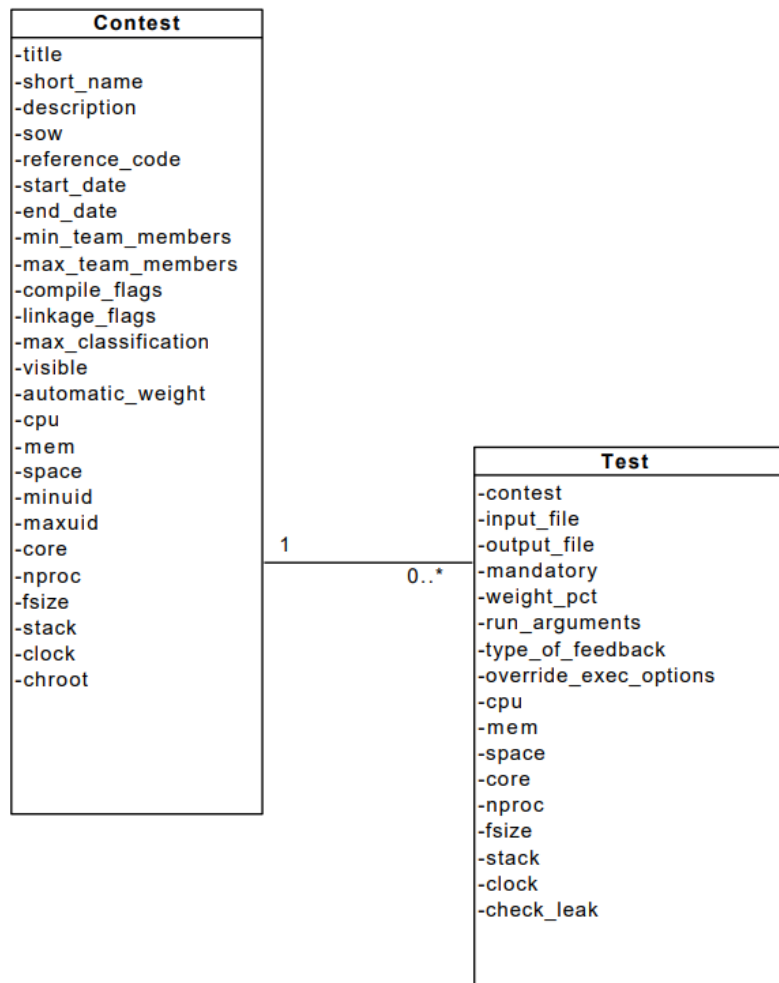 Contest
-title
-short_name
-description
-sow
-reference_code
-start_date
-end_date
-min_team_members
-max_team_members
-compile_flags
-linkage_flags
-max_classification
-visible
-automatic_weight
-cpu
-mem
-space
-minuid
-maxuid
-core
-nproc
-fsize
-stack
-clock
-chroot
1
0..*
Test
-contest
-input_file
-output_file
-mandatory
-weight_pct
-run_arguments
-type_of_feedback
-override_exec_options
-cpu
-mem
-space
-core
-nproc
-fsize
-stack
-clock
-check_leak